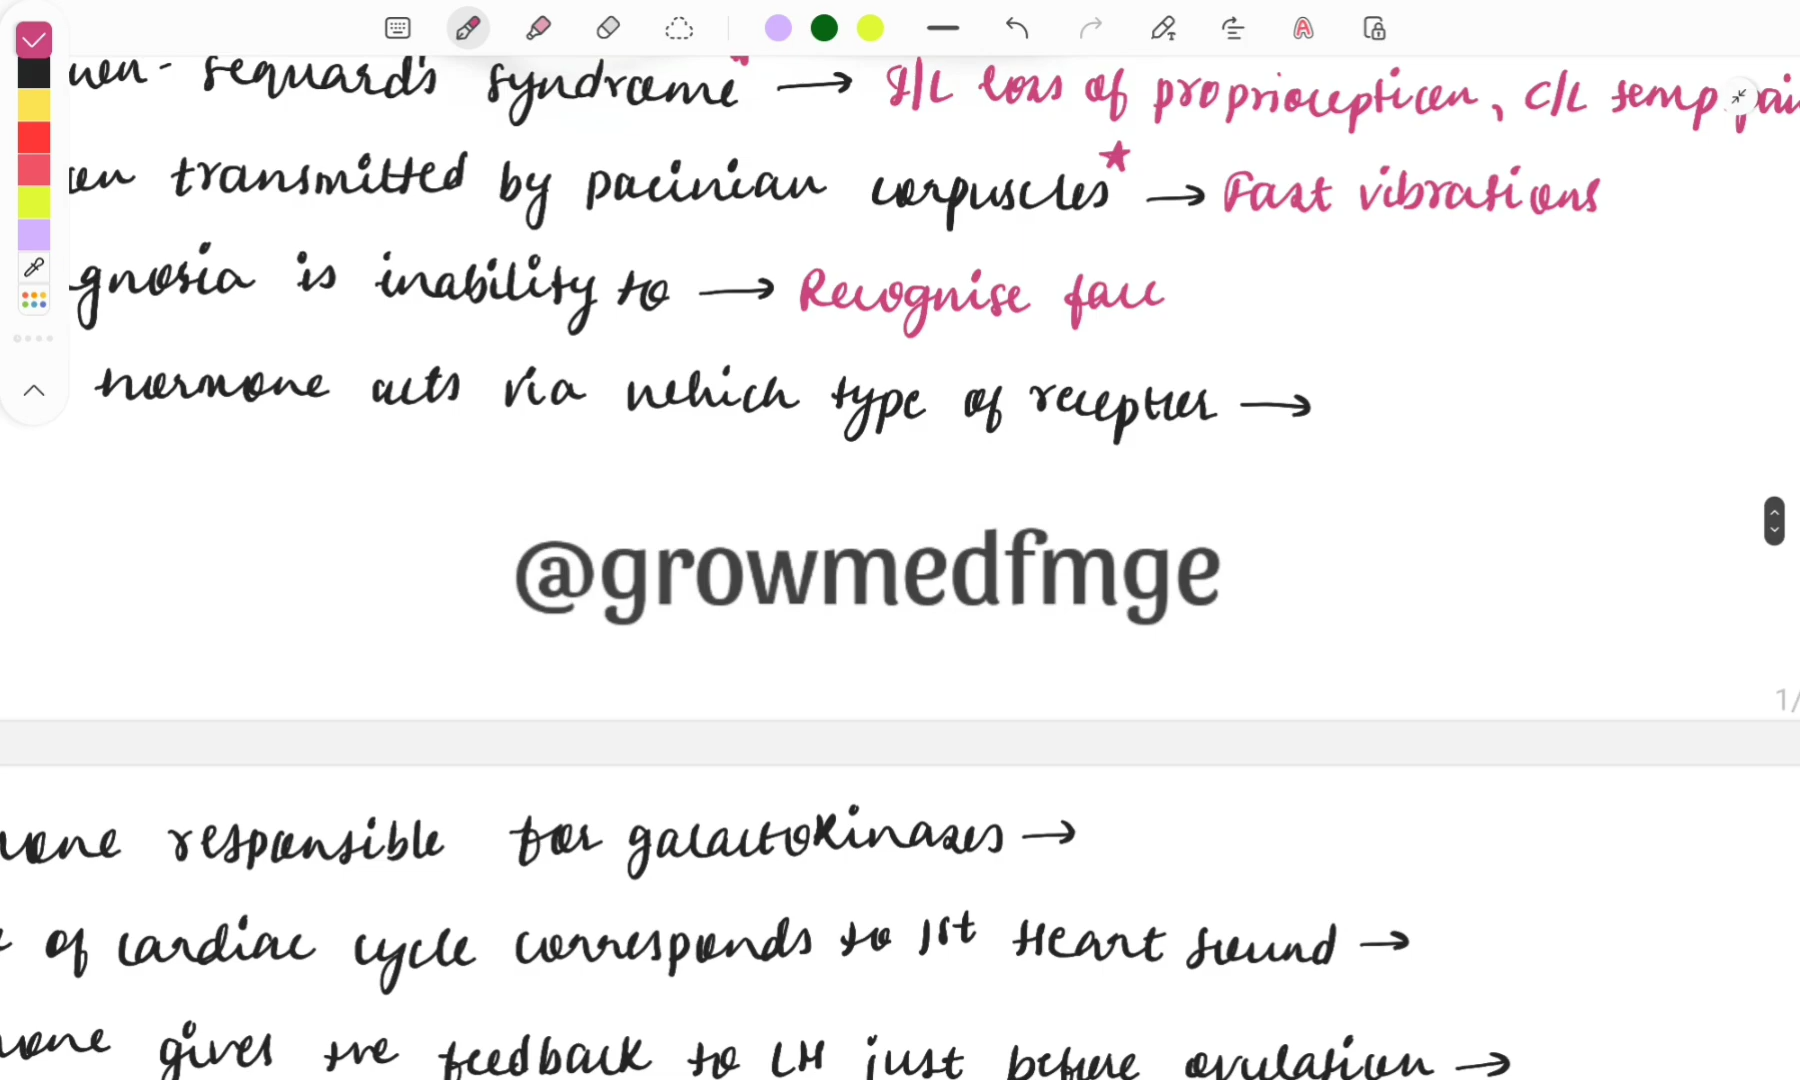 sequard's syndrome → I/L loss of proprioception, C/L temp, pain
transmitted by pacinian corpuscles → Fast vibrations
gnosia is inability to → Recognise face
hormone acts via which type of receptor →
@growmedfmge
1/
responsible for galactokinases →
of cardiac cycle corresponds to 1st Heart sound →
gives +ve feedback to LH just before ovulation →